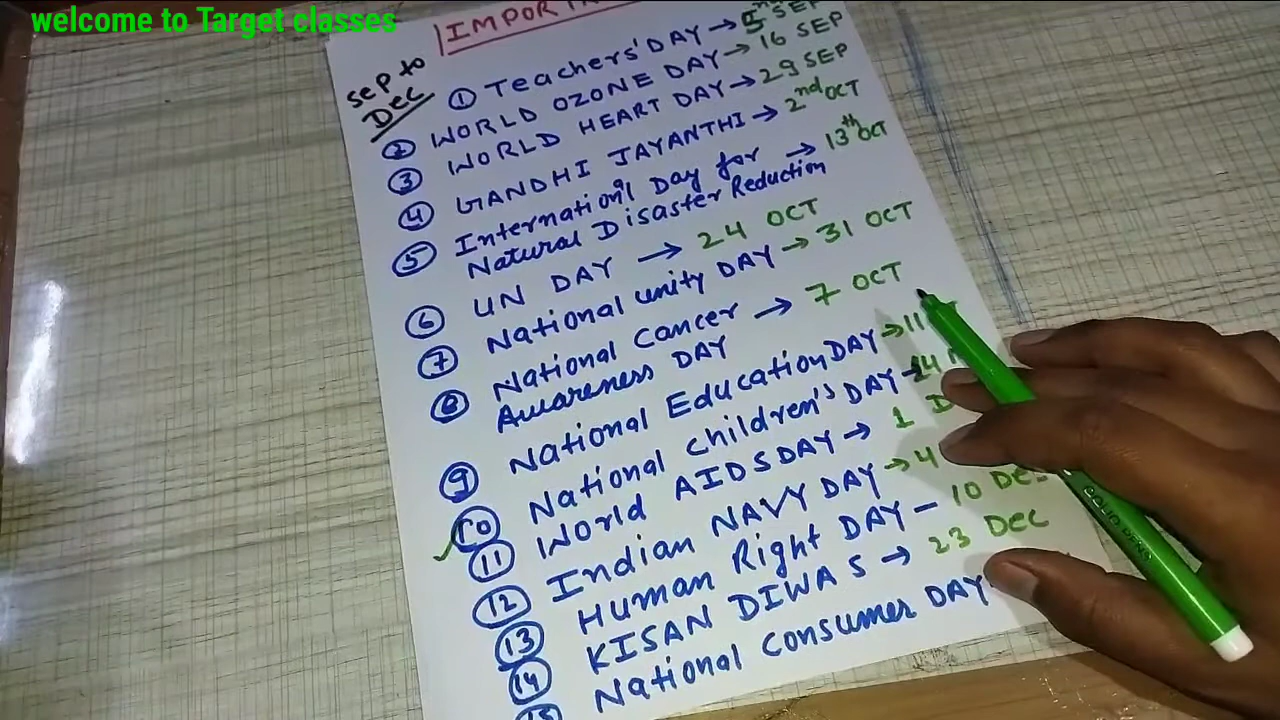 welcome to Target classes
SEP to
Dec
① Teachers' DAY → 5 SEP
② WORLD OZONE DAY → 16 SEP
③ WORLD HEART DAY → 29 SEP
④ GANDHI JAYANTHI → 2nd OCT
⑤ International Day for → 13th OCT
Natural Disaster Reduction
⑥ UN DAY → 24 OCT
⑦ National unity DAY → 31 OCT
⑧ National Cancer → 7 OCT
Awareness DAY
⑨ National Education DAY → 11
⑩ National children's DAY → 14
⑪ World AIDS DAY → 1
⑫ Indian NAVY DAY → 4
⑬ Human Right DAY - 10 Dec
⑭ KISAN DIWAS → 23 Dec
National Consumer DAY
GOLIO PENS